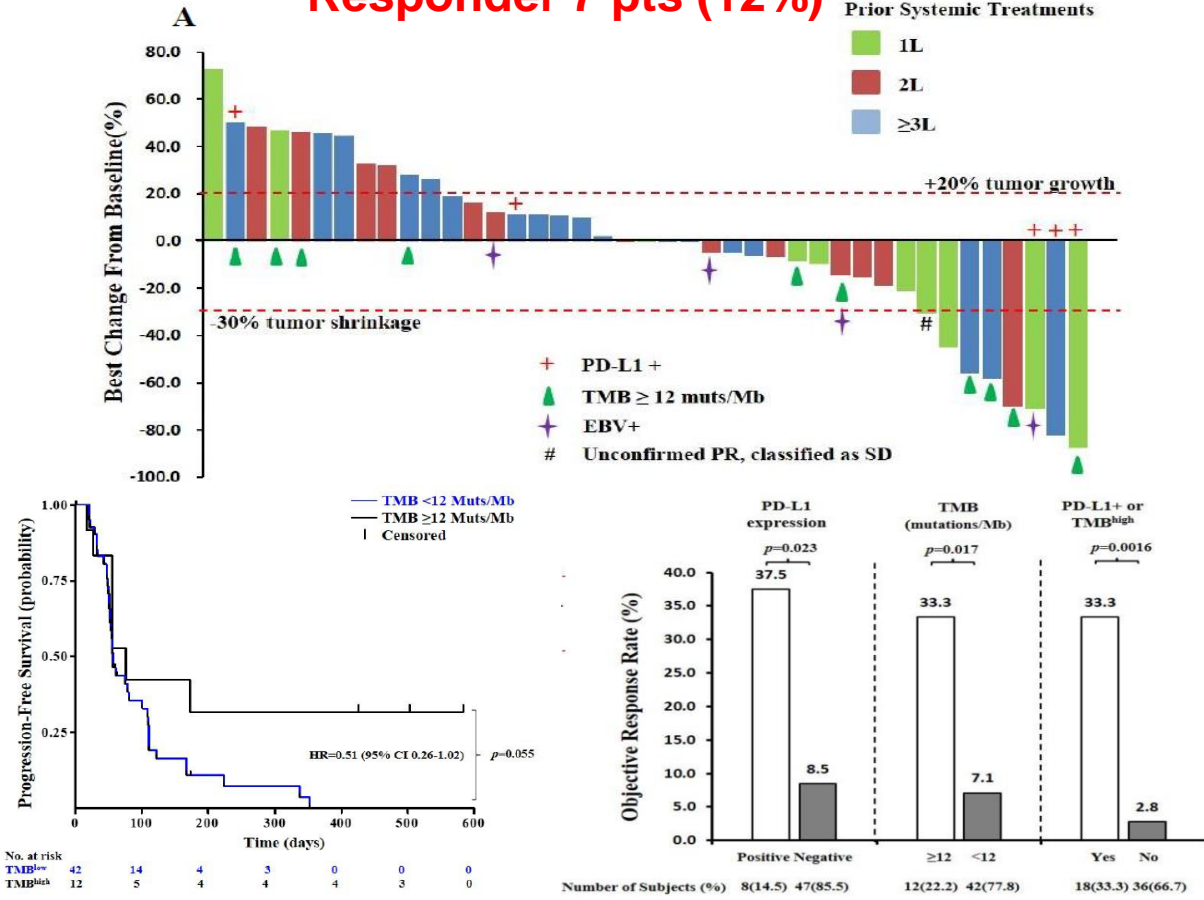 Responder 7 pts (12%)
A
Prior Systemic Treatments
1L
2L
≥3L
Best Change From Baseline(%)
80.0
60.0
40.0
20.0
0.0
-20.0
-40.0
-60.0
-80.0
-100.0
+
+
+ + +
+20% tumor growth
-30% tumor shrinkage
#
+ PD-L1 +
TMB ≥ 12 muts/Mb
EBV+
# Unconfirmed PR, classified as SD
Progression-Free Survival (probability)
1.00
0.75
0.50
0.25
TMB <12 Muts/Mb
TMB ≥12 Muts/Mb
Censored
HR=0.51 (95% CI 0.26-1.02)
p=0.055
0 100 200 300 400 500 600
Time (days)
No. at risk
TMBlow 42 14 4 3 0 0 0
TMBhigh 12 5 4 4 4 3 0
PD-L1 expression
TMB (mutations/Mb)
PD-L1+ or TMBhigh
p=0.023
p=0.017
p=0.0016
Objective Response Rate (%)
40.0
35.0
30.0
25.0
20.0
15.0
10.0
5.0
0.0
37.5
8.5
33.3
7.1
33.3
2.8
Positive Negative
≥12 <12
Yes No
Number of Subjects (%) 8(14.5) 47(85.5) 12(22.2) 42(77.8) 18(33.3) 36(66.7)